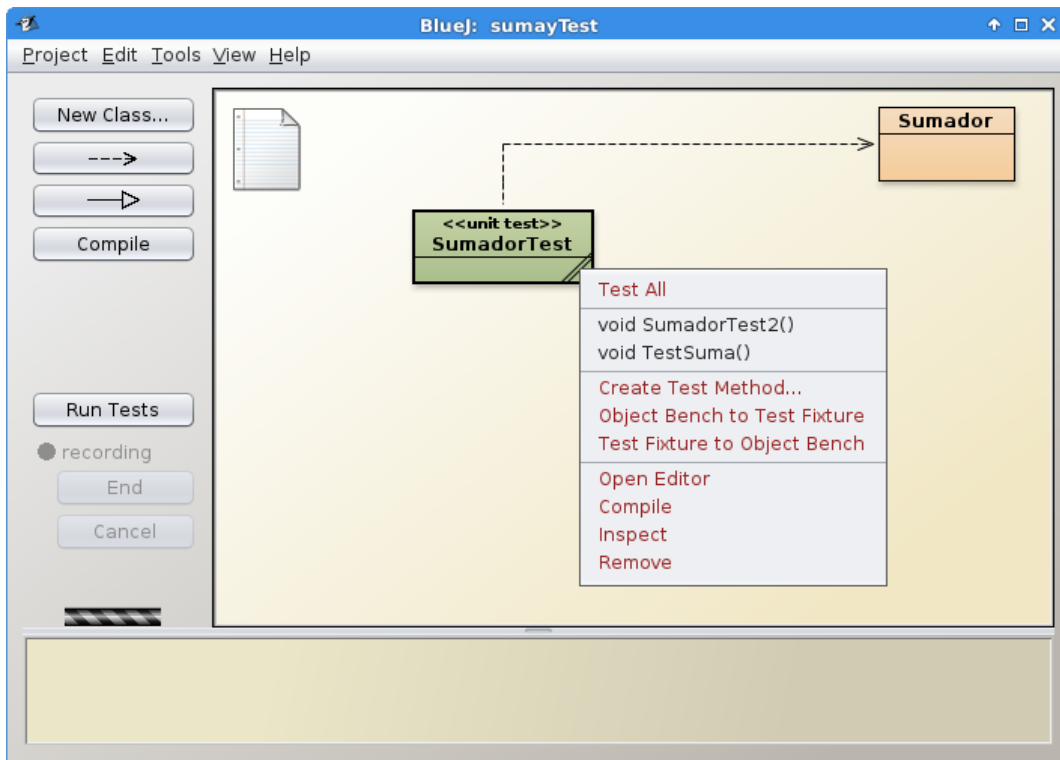 BlueJ: sumayTest
Project Edit Tools View Help
New Class...
Compile
Run Tests
recording
End
Cancel
Sumador
<<unit test>>
SumadorTest
Test All
void SumadorTest2()
void TestSuma()
Create Test Method...
Object Bench to Test Fixture
Test Fixture to Object Bench
Open Editor
Compile
Inspect
Remove